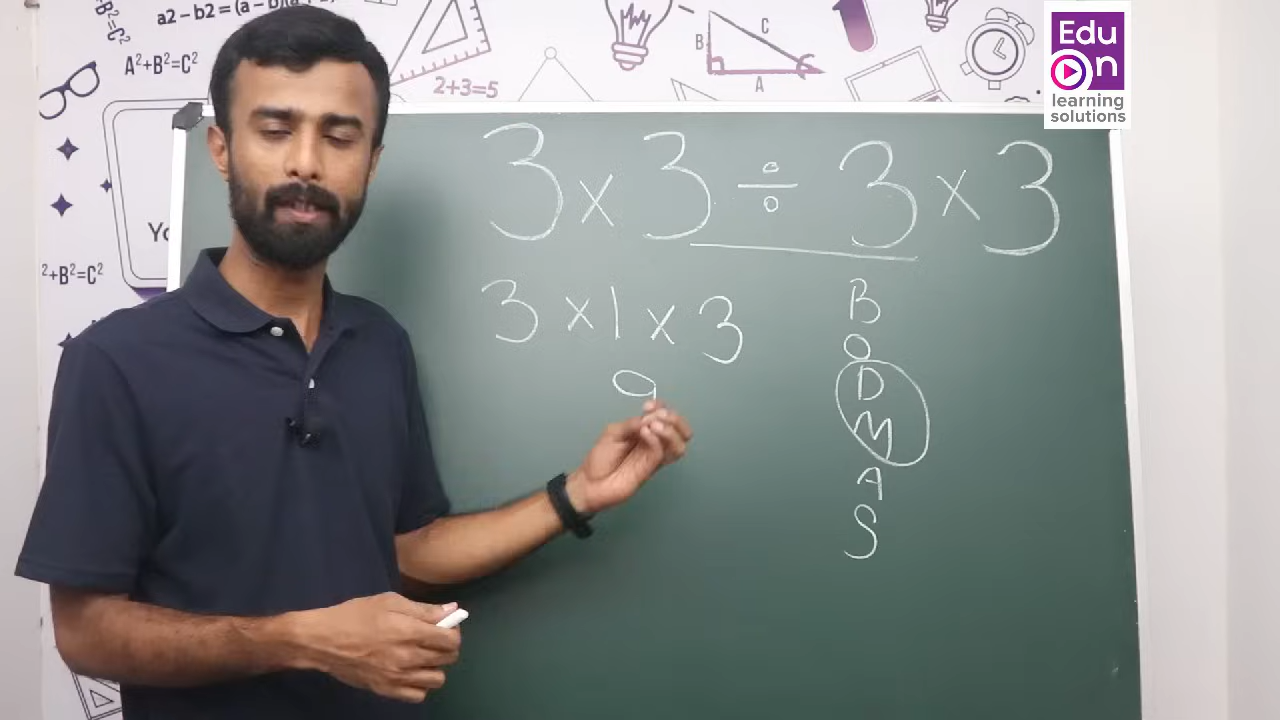 a2 – b2 = (a – b)(a
A²+B²=C²
2+3=5
B
C
A
Edu
On
learning
solutions
²+B²=C²
3 × 3 ÷ 3 × 3
3 × 1 × 3
9
B
O
D
M
A
S